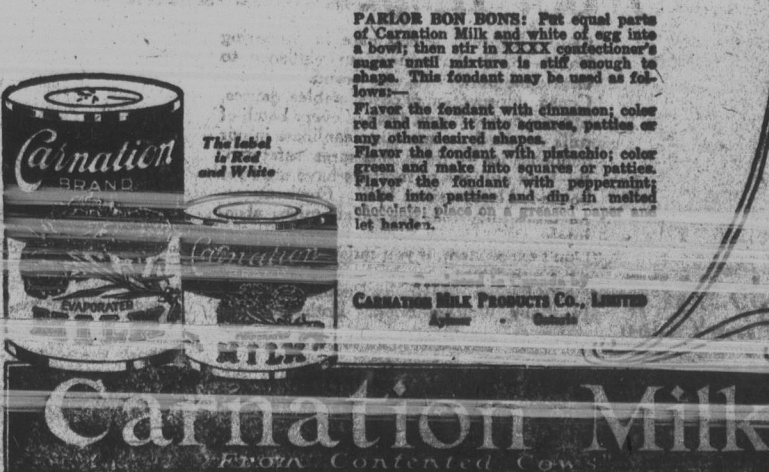 PARLOR BON BONS: Put equal parts
of Carnation Milk and white of egg into
a bowl; then stir in XXXX confectioner's
sugar until mixture is stiff enough to
shape. This fondant may be used as fol-
lows:—
Flavor the fondant with cinnamon; color
red and make it into squares, patties or
any other desired shapes.
Flavor the fondant with pistachio; color
green and make into squares or patties.
Flavor the fondant with peppermint;
make into patties and dip in melted
chocolate; place on a greased paper and
let harden.
Carnation
BRAND
EVAPORATED
The label
is Red
and White
Carnation
MILK
CARNATION MILK PRODUCTS CO., LIMITED
Aylmer - Ontario
Carnation Milk
"From Contented Cows"